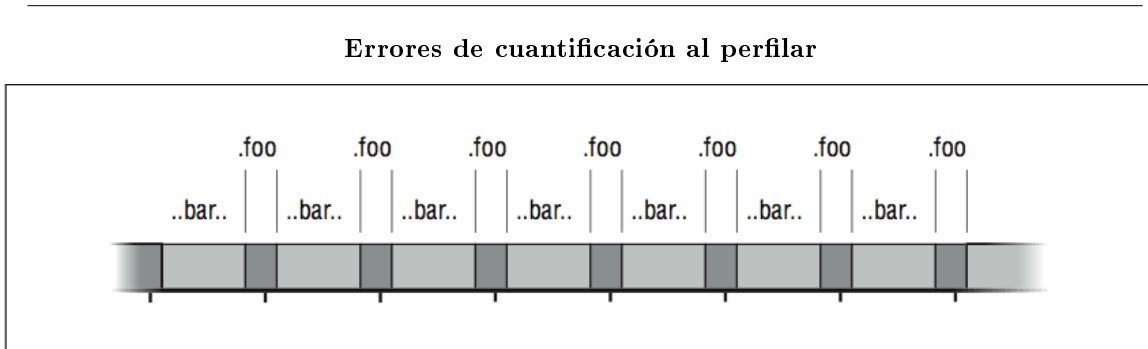 Errores de cuantificación al perfilar
.foo .foo .foo .foo .foo .foo .foo
..bar.. ..bar.. ..bar.. ..bar.. ..bar.. ..bar.. ..bar..